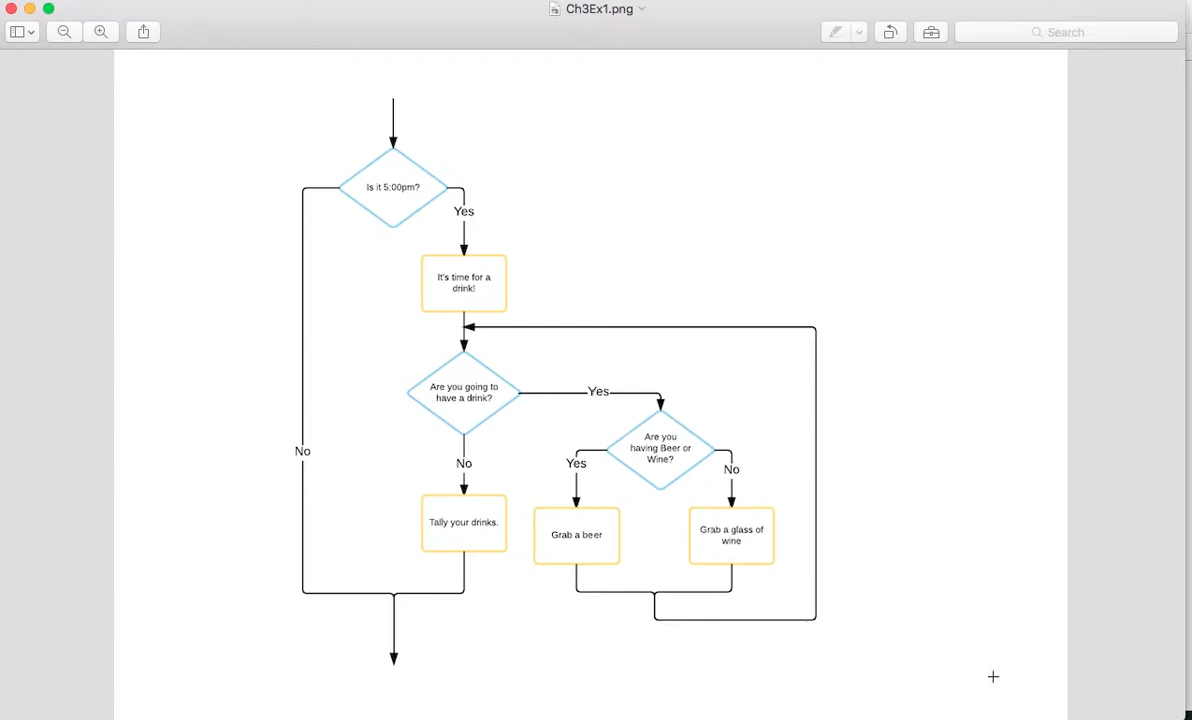 Ch3Ex1.png
Search
Is it 5:00pm?
Yes
It's time for a
drink!
Are you going to
have a drink?
Yes
Are you
having Beer or
Wine?
No
No
Yes
No
Tally your drinks.
Grab a beer
Grab a glass of
wine